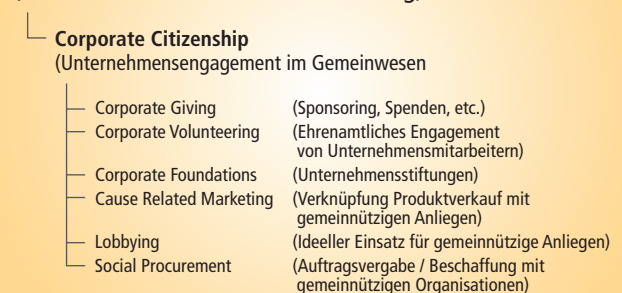 Corporate Citizenship
(Unternehmensengagement im Gemeinwesen
Corporate Giving (Sponsoring, Spenden, etc.)
Corporate Volunteering (Ehrenamtliches Engagement
von Unternehmensmitarbeitern)
Corporate Foundations (Unternehmensstiftungen)
Cause Related Marketing (Verknüpfung Produktverkauf mit
gemeinnützigen Anliegen)
Lobbying (Ideeller Einsatz für gemeinnützige Anliegen)
Social Procurement (Auftragsvergabe / Beschaffung mit
gemeinnützigen Organisationen)